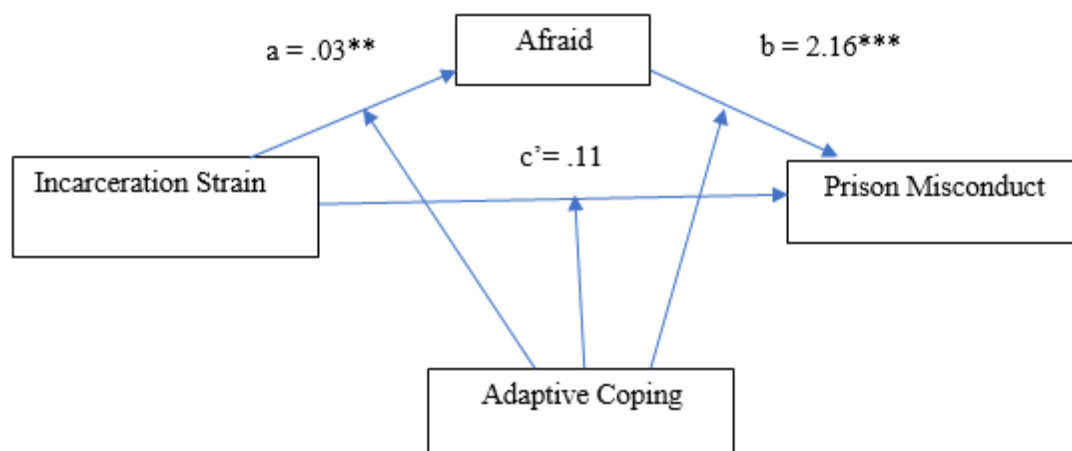 a = .03**
Afraid
b = 2.16***
c’= .11
Incarceration Strain
Prison Misconduct
Adaptive Coping